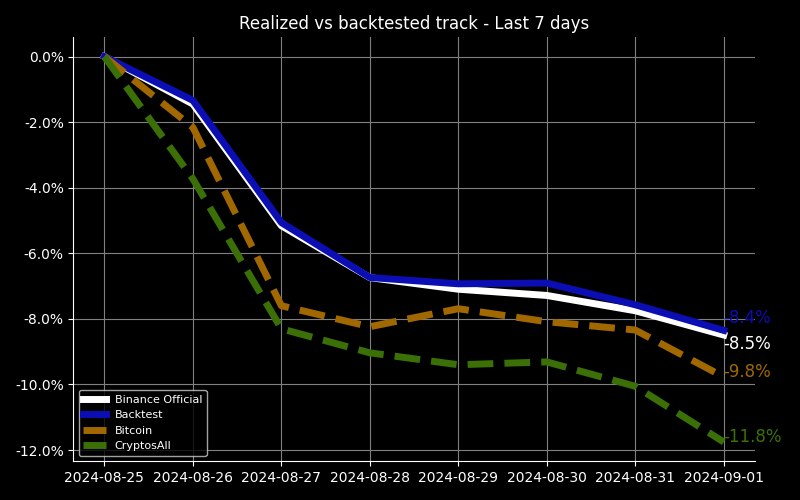 Realized vs backtested track - Last 7 days
0.0%
-2.0%
-4.0%
-6.0%
-8.0%
-10.0%
-12.0%
-8.4%
-8.5%
-9.8%
-11.8%
Binance Official
Backtest
Bitcoin
CryptosAll
2024-08-25 2024-08-26 2024-08-27 2024-08-28 2024-08-29 2024-08-30 2024-08-31 2024-09-01